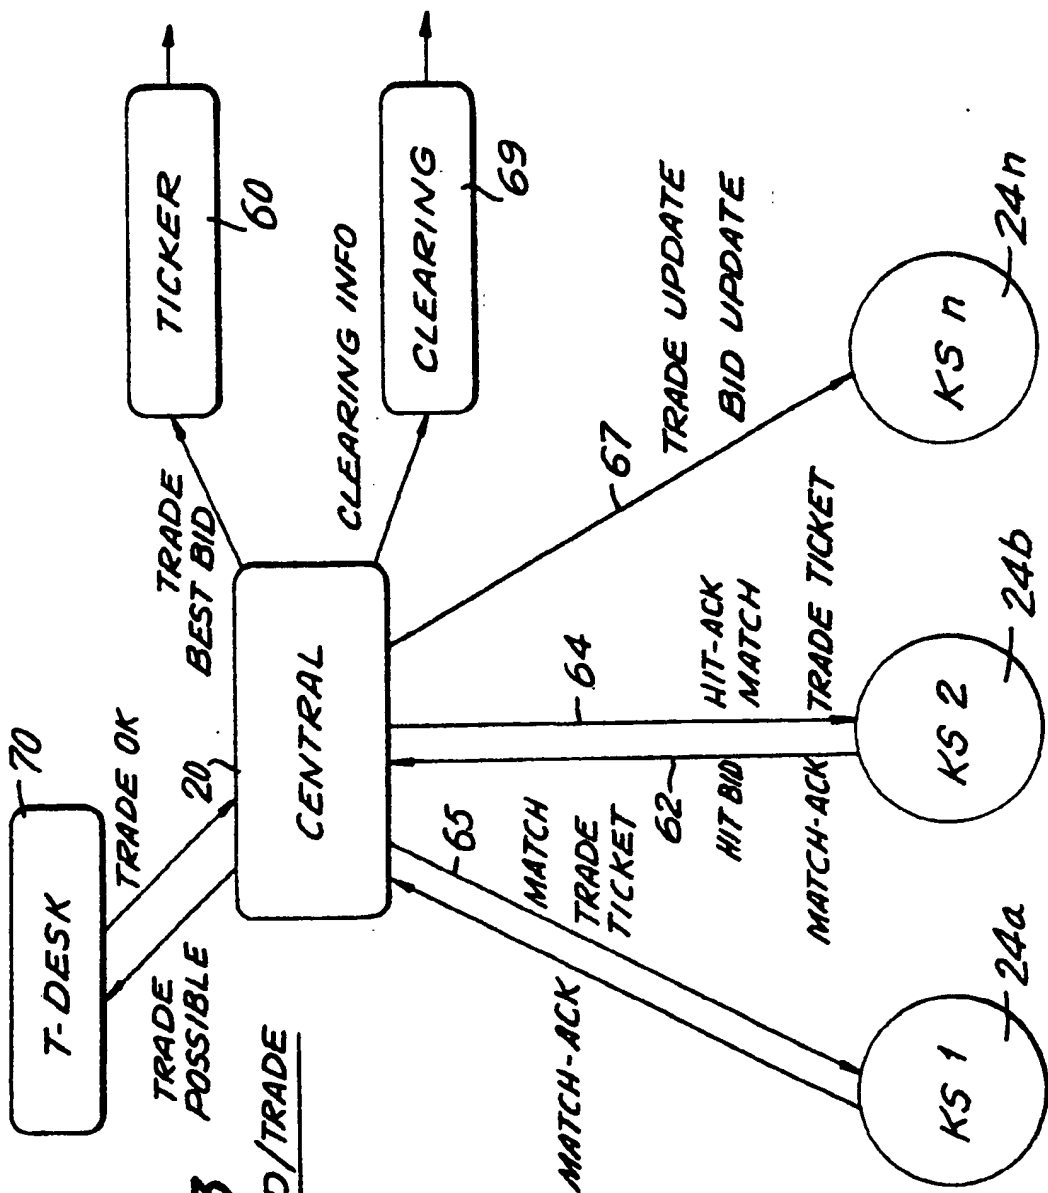 T-DESK
70
TRADE
POSSIBLE
TRADE OK
3
D/TRADE
20
CENTRAL
TRADE
BEST BID
TICKER
60
CLEARING INFO
CLEARING
69
MATCH-ACK
65
MATCH
TRADE
TICKET
62
HIT BID
MATCH-ACK
64
HIT-ACK
MATCH
TRADE TICKET
67
TRADE UPDATE
BID UPDATE
KS 1
24a
KS 2
24b
KS n
24n